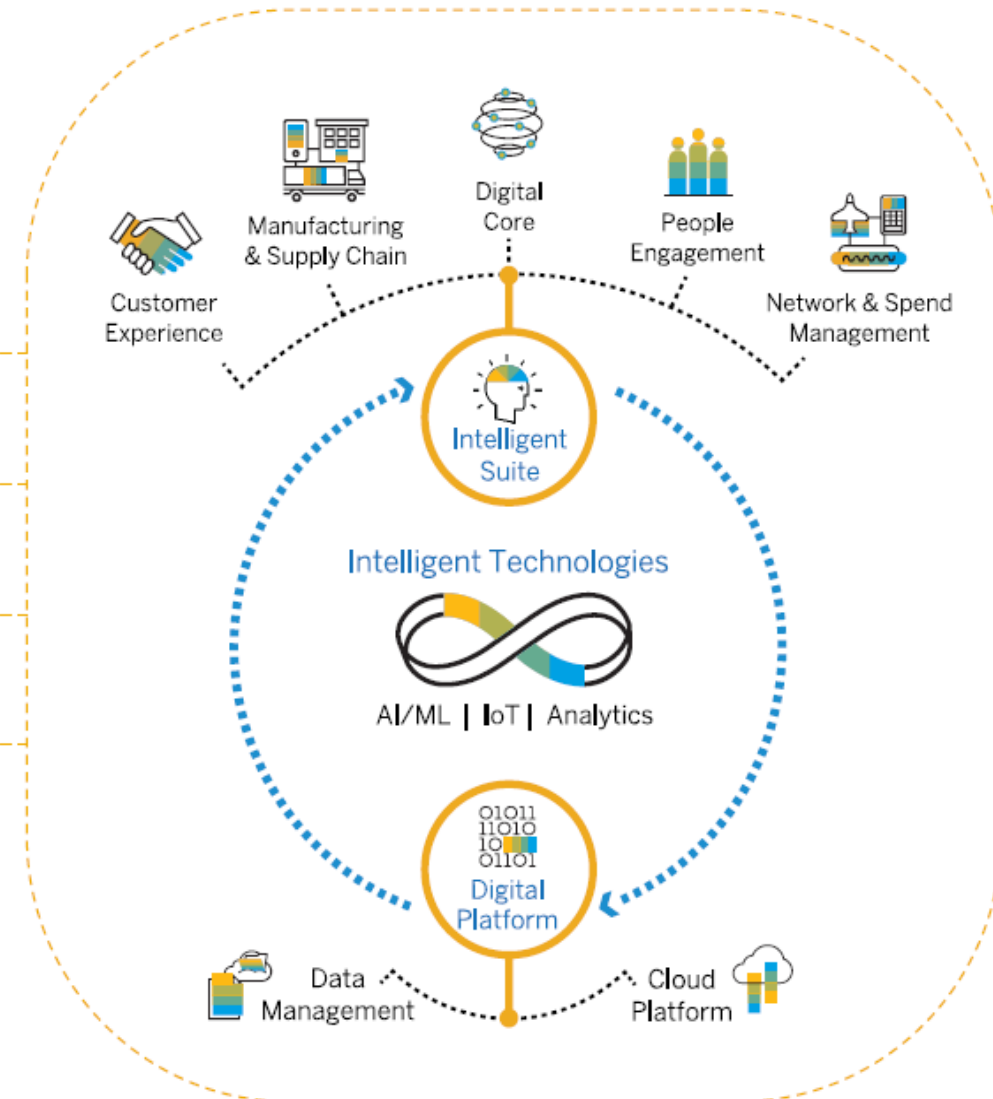 Digital
Core
Manufacturing
& Supply Chain
People
Engagement
Customer
Experience
Network & Spend
Management
Intelligent
Suite
Intelligent Technologies
AI/ML | IoT | Analytics
01011
11010
10
01101
Digital
Platform
Data
Management
Cloud
Platform